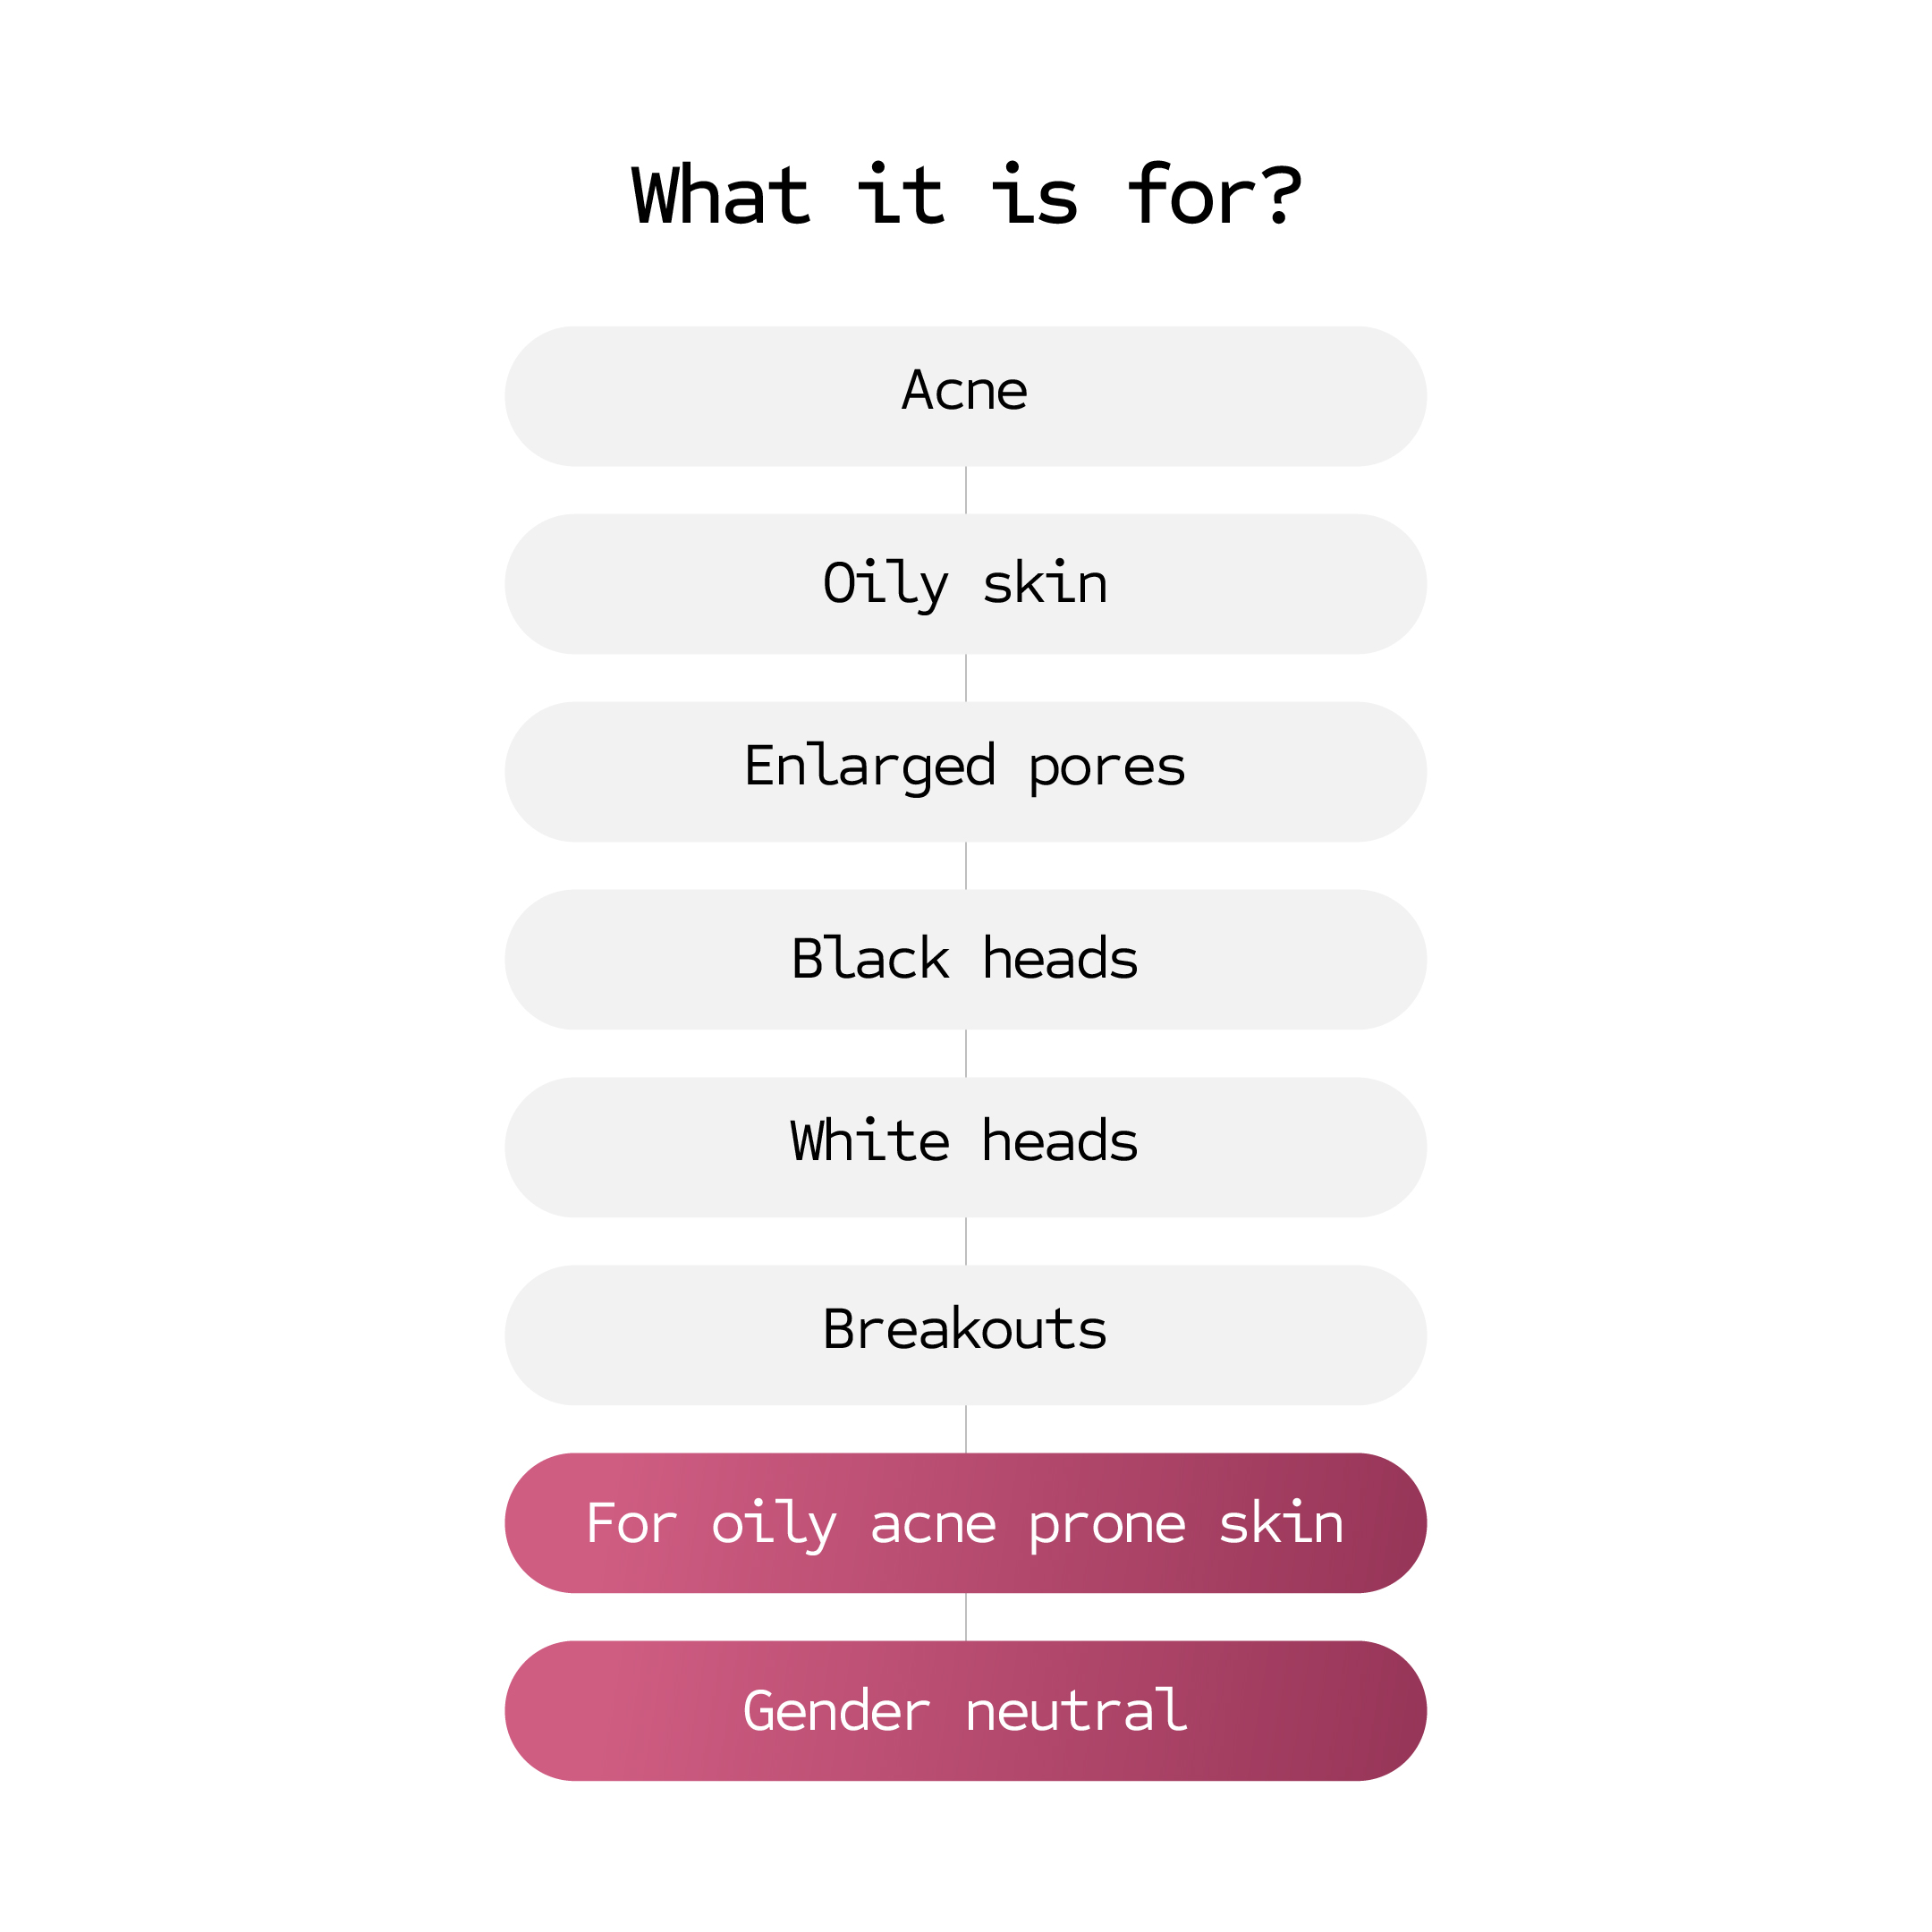 What it is for?
Acne
Oily skin
Enlarged pores
Black heads
White heads
Breakouts
For oily acne prone skin
Gender neutral